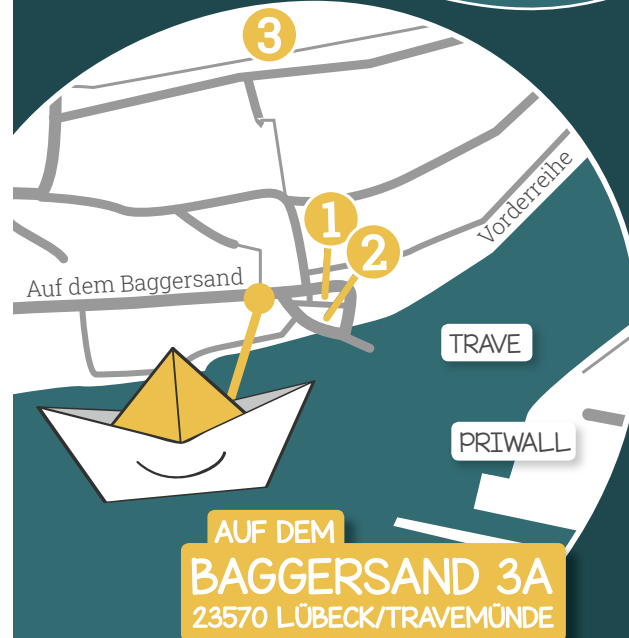 3
1
2
Vorderreihe
Auf dem Baggersand
TRAVE
PRIWALL
AUF DEM
BAGGERSAND 3A
23570 LÜBECK/TRAVEMÜNDE